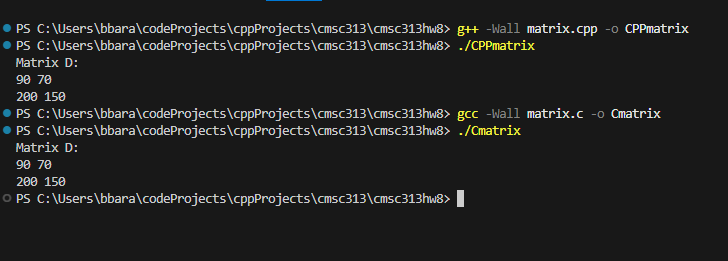 PS C:\Users\bbara\codeProjects\cppProjects\cmsc313\cmsc313hw8> g++ -Wall matrix.cpp -o CPPmatrix
PS C:\Users\bbara\codeProjects\cppProjects\cmsc313\cmsc313hw8> ./CPPmatrix
Matrix D:
90 70
200 150
PS C:\Users\bbara\codeProjects\cppProjects\cmsc313\cmsc313hw8> gcc -Wall matrix.c -o Cmatrix
PS C:\Users\bbara\codeProjects\cppProjects\cmsc313\cmsc313hw8> ./Cmatrix
Matrix D:
90 70
200 150
PS C:\Users\bbara\codeProjects\cppProjects\cmsc313\cmsc313hw8>